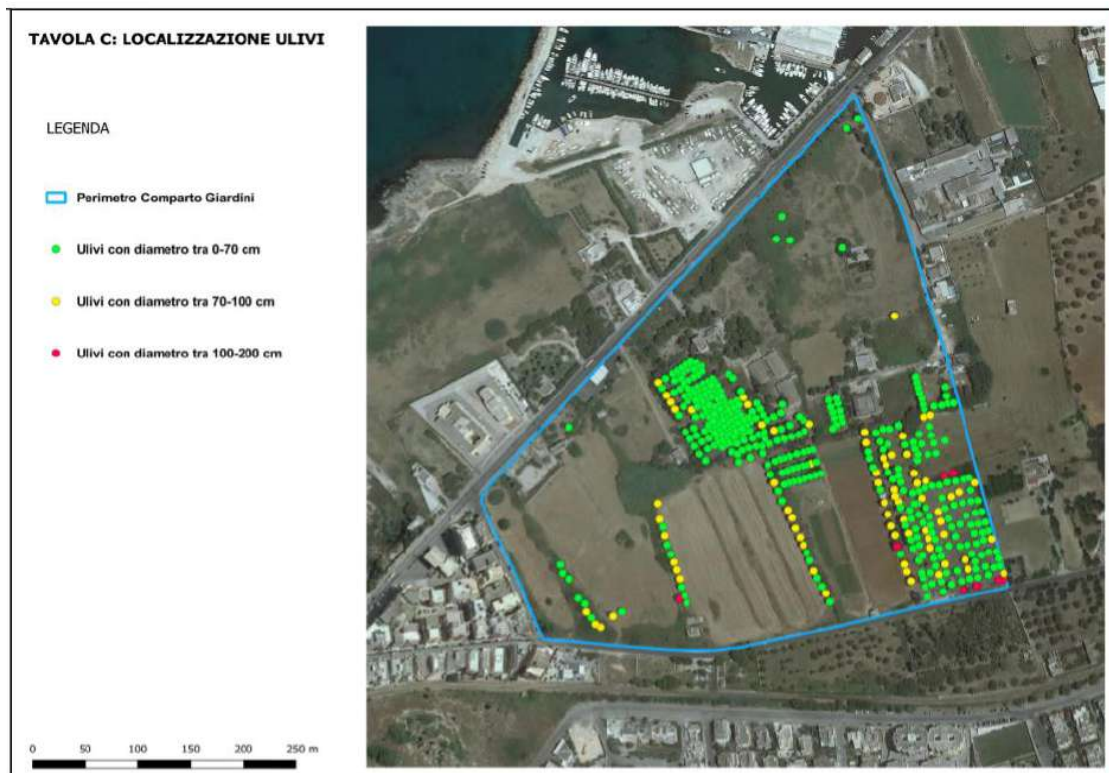 TAVOLA C: LOCALIZZAZIONE ULIVI
LEGENDA
Perimetro Comparto Giardini
Ulivi con diametro tra 0-70 cm
Ulivi con diametro tra 70-100 cm
Ulivi con diametro tra 100-200 cm
0 50 100 150 200 250 m